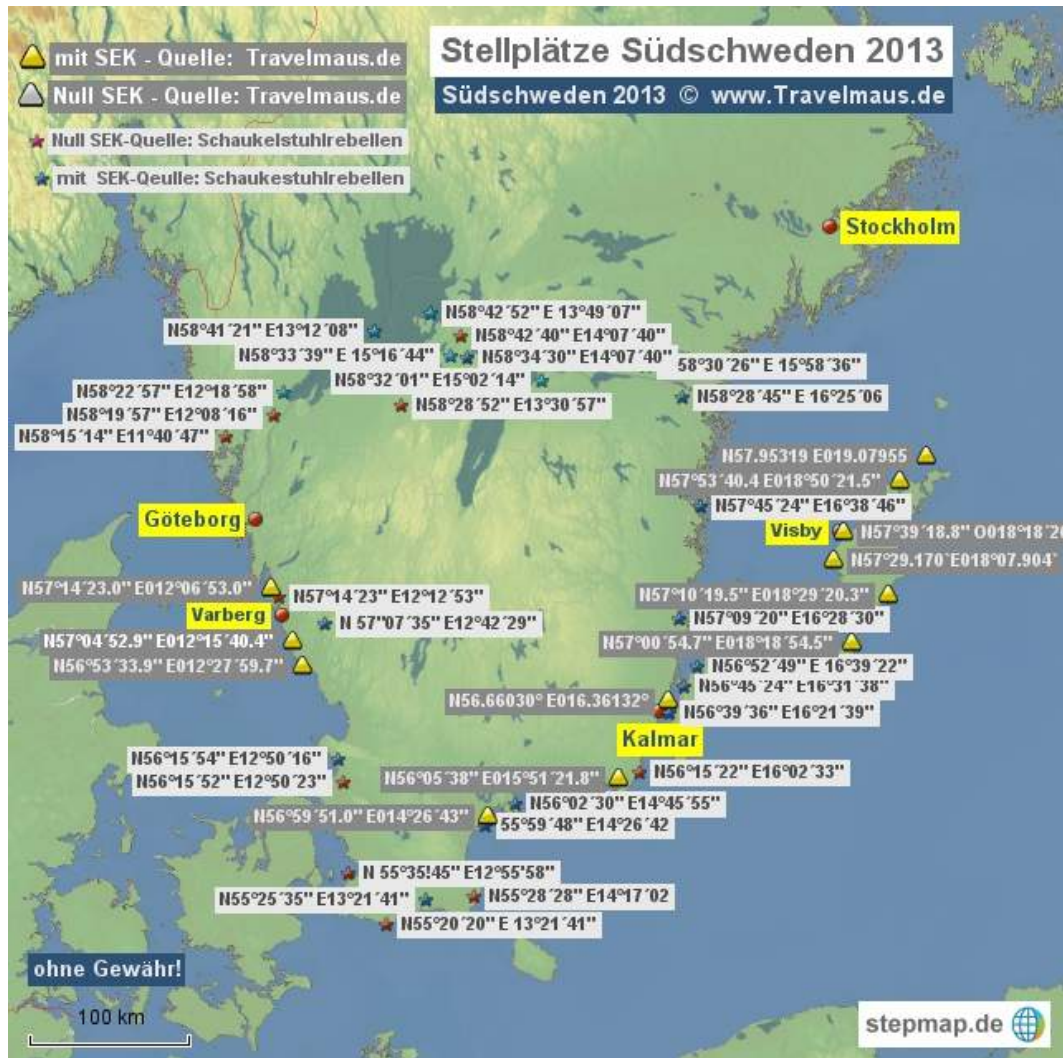 mit SEK - Quelle: Travelmaus.de
Null SEK - Quelle: Travelmaus.de
Null SEK-Quelle: Schaukelstuhlrebellen
mit SEK-Qeulle: Schaukestuhlrebellen
Stellplätze Südschweden 2013
Südschweden 2013 © www.Travelmaus.de
Stockholm
N58°42´52" E 13°49´07"
N58°41´21" E13°12´08"
N58°42´40" E14°07´40"
N58°33´39" E 15°16´44"
N58°34´30" E14°07´40"
58°30´26" E 15°58´36"
N58°32´01" E15°02´14"
N58°22´57" E12°18´58"
N58°28´45" E 16°25´06
N58°19´57" E12°08´16"
N58°28´52" E13°30´57"
N58°15´14" E11°40´47"
N57.95319 E019.07955
N57°53´40.4 E018°50´21.5"
N57°45´24" E16°38´46"
Göteborg
Visby
N57°39´18.8" O018°18´20
N57°29.170´E018°07.904´
N57°14´23.0" E012°06´53.0"
N57°14´23" E12°12´53"
N57°10´19.5" E018°29´20.3"
Varberg
N 57°07´35" E12°42´29"
N57°09´20" E16°28´30"
N57°04´52.9" E012°15´40.4"
N57°00´54.7" E018°18´54.5"
N56°53´33.9" E012°27´59.7"
N56°52´49" E 16°39´22"
N56°45´24" E16°31´38"
N56.66030° E016.36132°
N56°39´36" E16°21´39"
Kalmar
N56°15´54" E12°50´16"
N56°15´52" E12°50´23"
N56°05´38" E015°51´21.8"
N56°15´22" E16°02´33"
N56°02´30" E14°45´55"
N56°59´51.0" E014°26´43"
55°59´48" E14°26´42
N 55°35!45" E12°55'58"
N55°25´35" E13°21´41"
N55°28´28" E14°17´02
N55°20´20" E 13°21´41"
ohne Gewähr!
100 km
stepmap.de